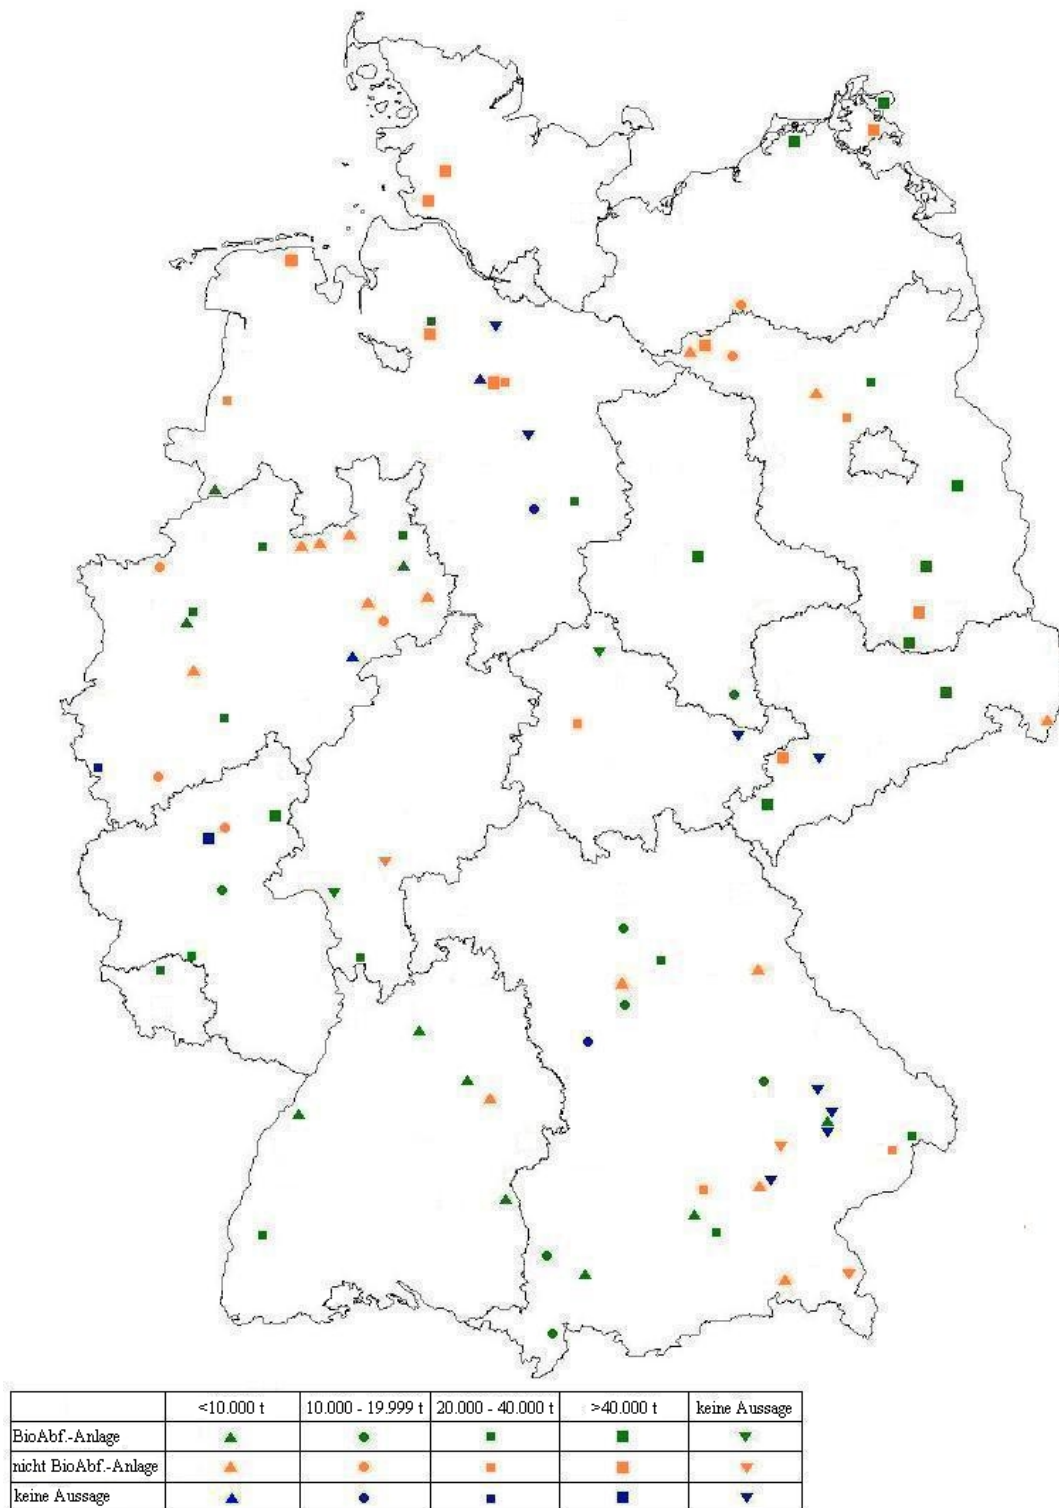 <10.000 t 10.000 - 19.999 t 20.000 - 40.000 t >40.000 t keine Aussage
BioAbf.-Anlage
nicht BioAbf.-Anlage
keine Aussage